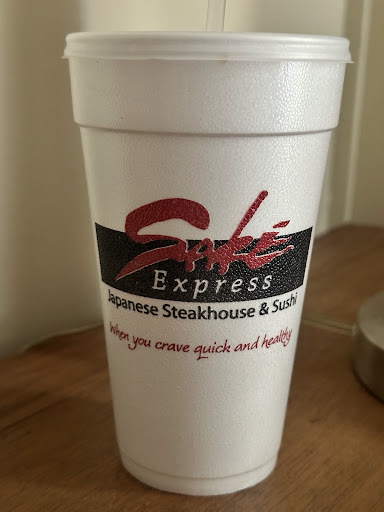 Saké
Express
Japanese Steakhouse & Sushi
When you crave quick and healthy